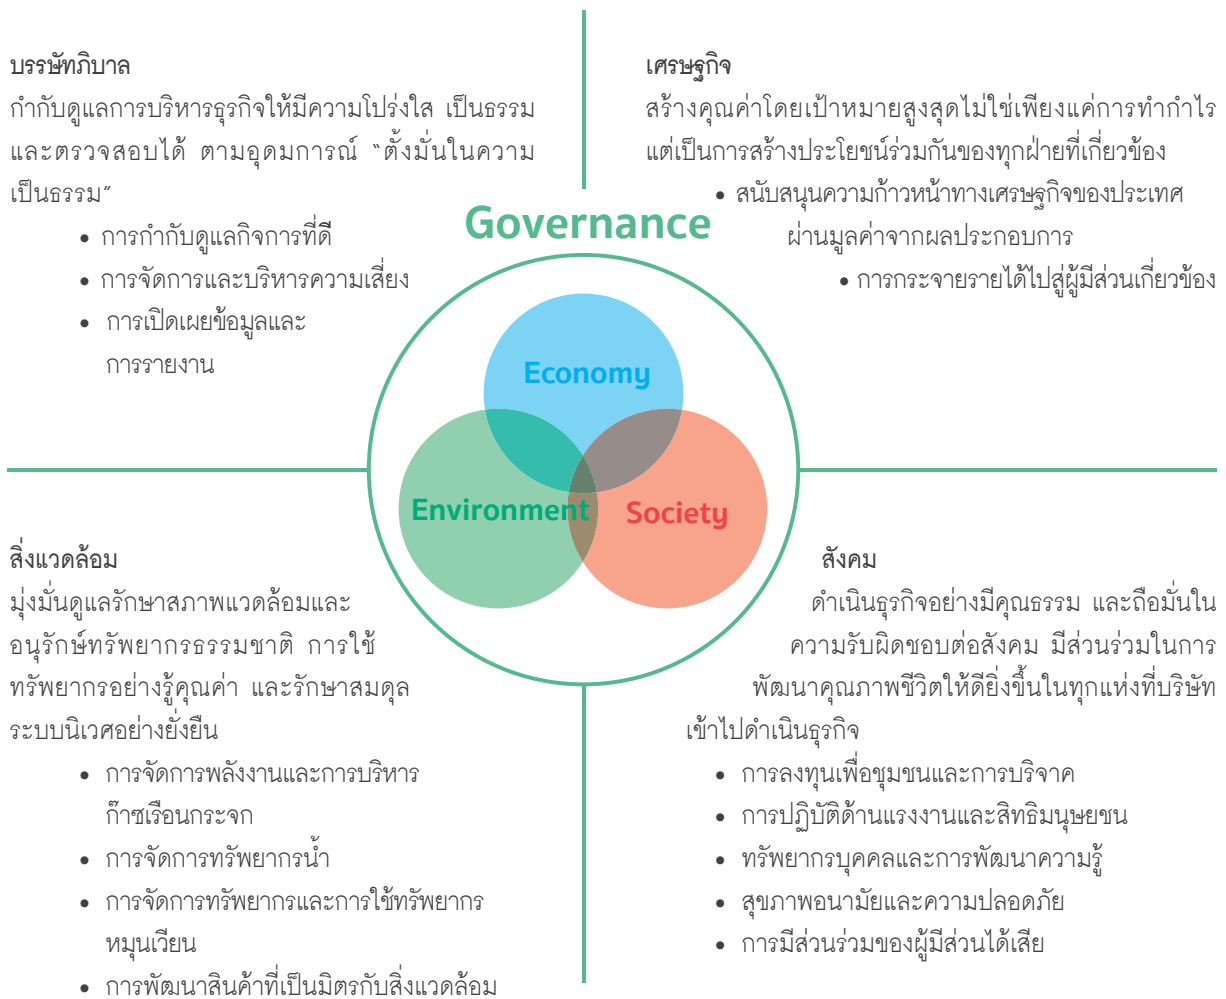 บรรษัทภิบาล
กำกับดูแลการบริหารธุรกิจให้มีความโปร่งใส เป็นธรรม
และตรวจสอบได้ ตามอุดมการณ์ “ตั้งมั่นในความ
เป็นธรรม”
• การกำกับดูแลกิจการที่ดี
• การจัดการและบริหารความเสี่ยง
• การเปิดเผยข้อมูลและ
การรายงาน
เศรษฐกิจ
สร้างคุณค่าโดยเป้าหมายสูงสุดไม่ใช่เพียงแค่การทำกำไร
แต่เป็นการสร้างประโยชน์ร่วมกันของทุกฝ่ายที่เกี่ยวข้อง
• สนับสนุนความก้าวหน้าทางเศรษฐกิจของประเทศ
ผ่านมูลค่าจากผลประกอบการ
• การกระจายรายได้ไปสู่ผู้มีส่วนเกี่ยวข้อง
Governance
Economy
Environment
Society
สิ่งแวดล้อม
มุ่งมั่นดูแลรักษาสภาพแวดล้อมและ
อนุรักษ์ทรัพยากรธรรมชาติ การใช้
ทรัพยากรอย่างรู้คุณค่า และรักษาสมดุล
ระบบนิเวศอย่างยั่งยืน
• การจัดการพลังงานและการบริหาร
ก๊าซเรือนกระจก
• การจัดการทรัพยากรน้ำ
• การจัดการทรัพยากรและการใช้ทรัพยากร
หมุนเวียน
• การพัฒนาสินค้าที่เป็นมิตรกับสิ่งแวดล้อม
สังคม
ดำเนินธุรกิจอย่างมีคุณธรรม และถือมั่นใน
ความรับผิดชอบต่อสังคม มีส่วนร่วมในการ
พัฒนาคุณภาพชีวิตให้ดียิ่งขึ้นในทุกแห่งที่บริษัท
เข้าไปดำเนินธุรกิจ
• การลงทุนเพื่อชุมชนและการบริจาค
• การปฏิบัติด้านแรงงานและสิทธิมนุษยชน
• ทรัพยากรบุคคลและการพัฒนาความรู้
• สุขภาพอนามัยและความปลอดภัย
• การมีส่วนร่วมของผู้มีส่วนได้เสีย